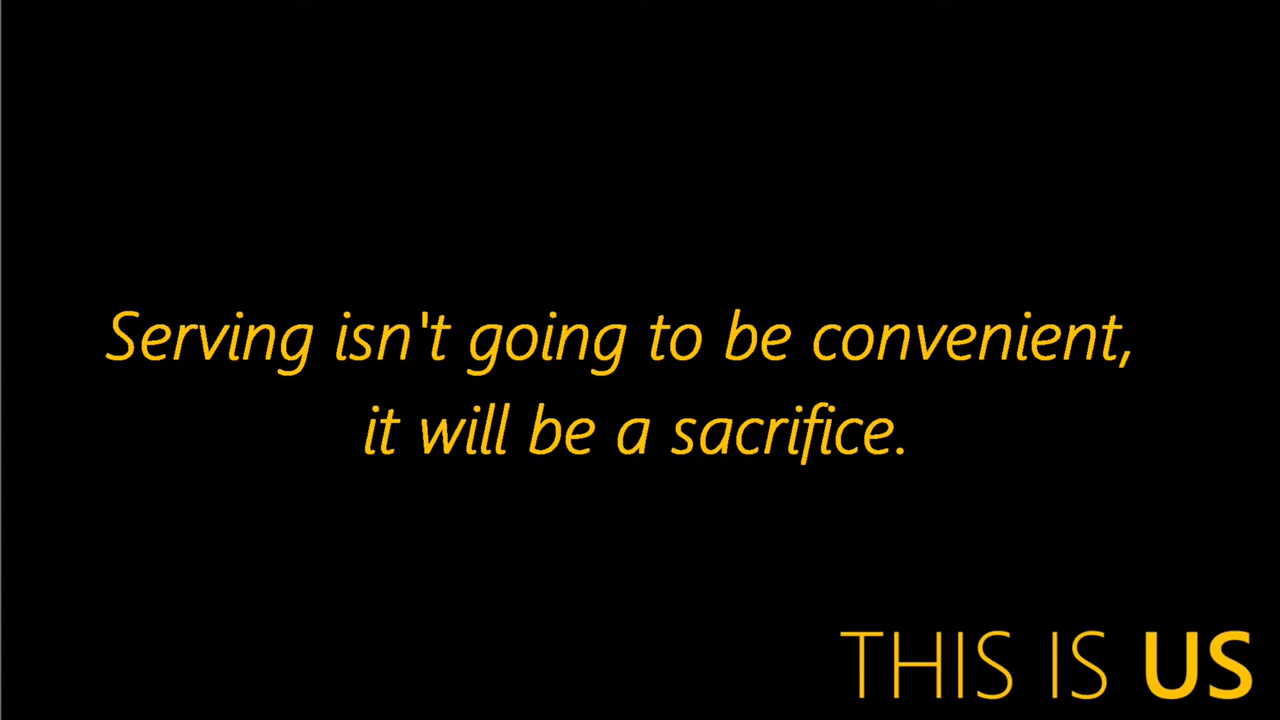 Serving isn't going to be convenient,
it will be a sacrifice.
THIS IS US